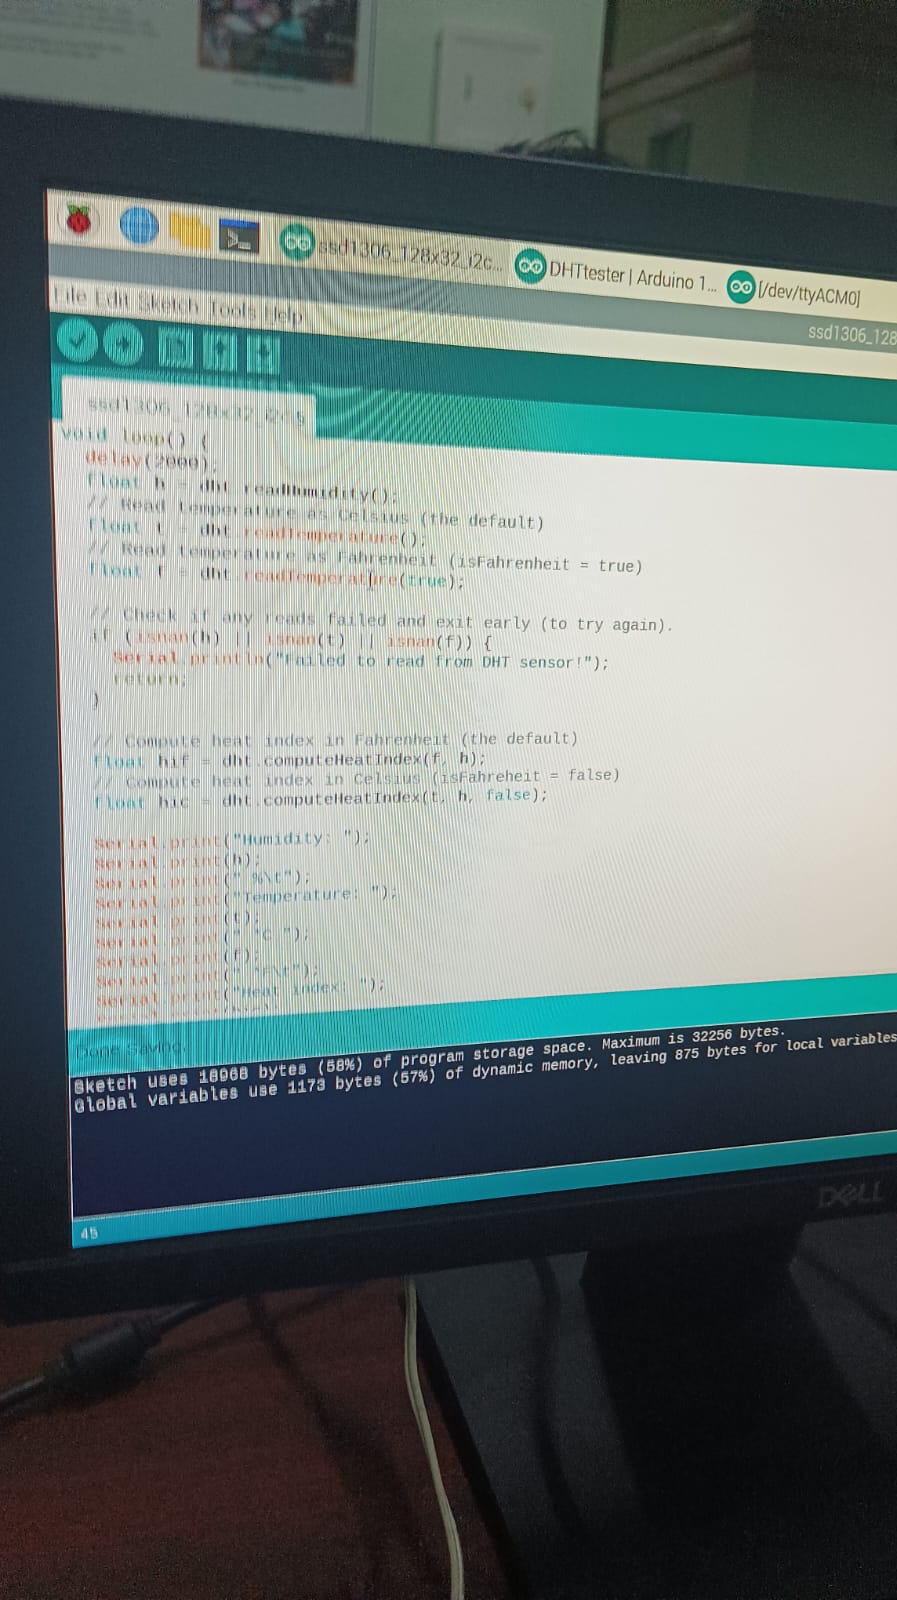 ssd1306_128x32_i2c...
DHTtester | Arduino 1...
[/dev/ttyACM0]
ssd1306_128
File Edit Sketch Tools Help
ssd1306_128x32_i2c §
void loop() {
delay(2000);
float h = dht.readHumidity();
// Read temperature as Celsius (the default)
float t = dht.readTemperature();
// Read temperature as Fahrenheit (isFahrenheit = true)
float f = dht.readTemperature(true);
// Check if any reads failed and exit early (to try again).
if (isnan(h) || isnan(t) || isnan(f)) {
Serial.println("Failed to read from DHT sensor!");
return;
}
// Compute heat index in Fahrenheit (the default)
float hif = dht.computeHeatIndex(f, h);
// Compute heat index in Celsius (isFahreheit = false)
float hic = dht.computeHeatIndex(t, h, false);
Serial.print("Humidity: ");
Serial.print(h);
Serial.print(" %\t");
Serial.print("Temperature: ");
Serial.print(t);
Serial.print(" *C ");
Serial.print(f);
Serial.print(" *F\t");
Serial.print("Heat index: ");
Done Saving.
Sketch uses 18968 bytes (58%) of program storage space. Maximum is 32256 bytes.
Global variables use 1173 bytes (57%) of dynamic memory, leaving 875 bytes for local variables
45
DELL